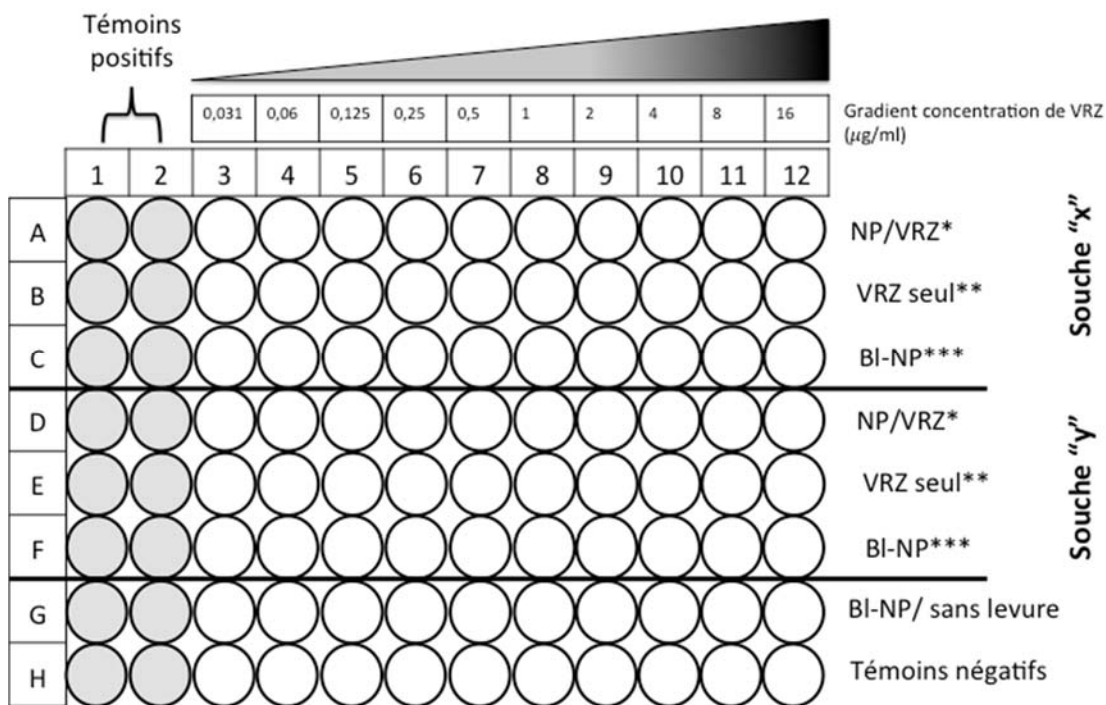 Témoins
positifs
0,031 0,06 0,125 0,25 0,5 1 2 4 8 16
Gradient concentration de VRZ
(µg/ml)
1 2 3 4 5 6 7 8 9 10 11 12
A NP/VRZ*
B VRZ seul**
C Bl-NP***
Souche “x”
D NP/VRZ*
E VRZ seul**
F Bl-NP***
Souche “y”
G Bl-NP/ sans levure
H Témoins négatifs